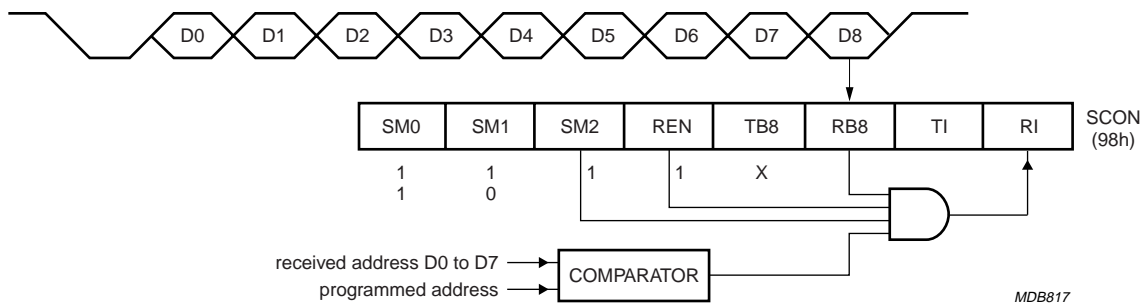 D0 D1 D2 D3 D4 D5 D6 D7 D8
SM0 SM1 SM2 REN TB8 RB8 TI RI
SCON
(98h)
1 1 1 1 X
1 0
received address D0 to D7
programmed address
COMPARATOR
MDB817